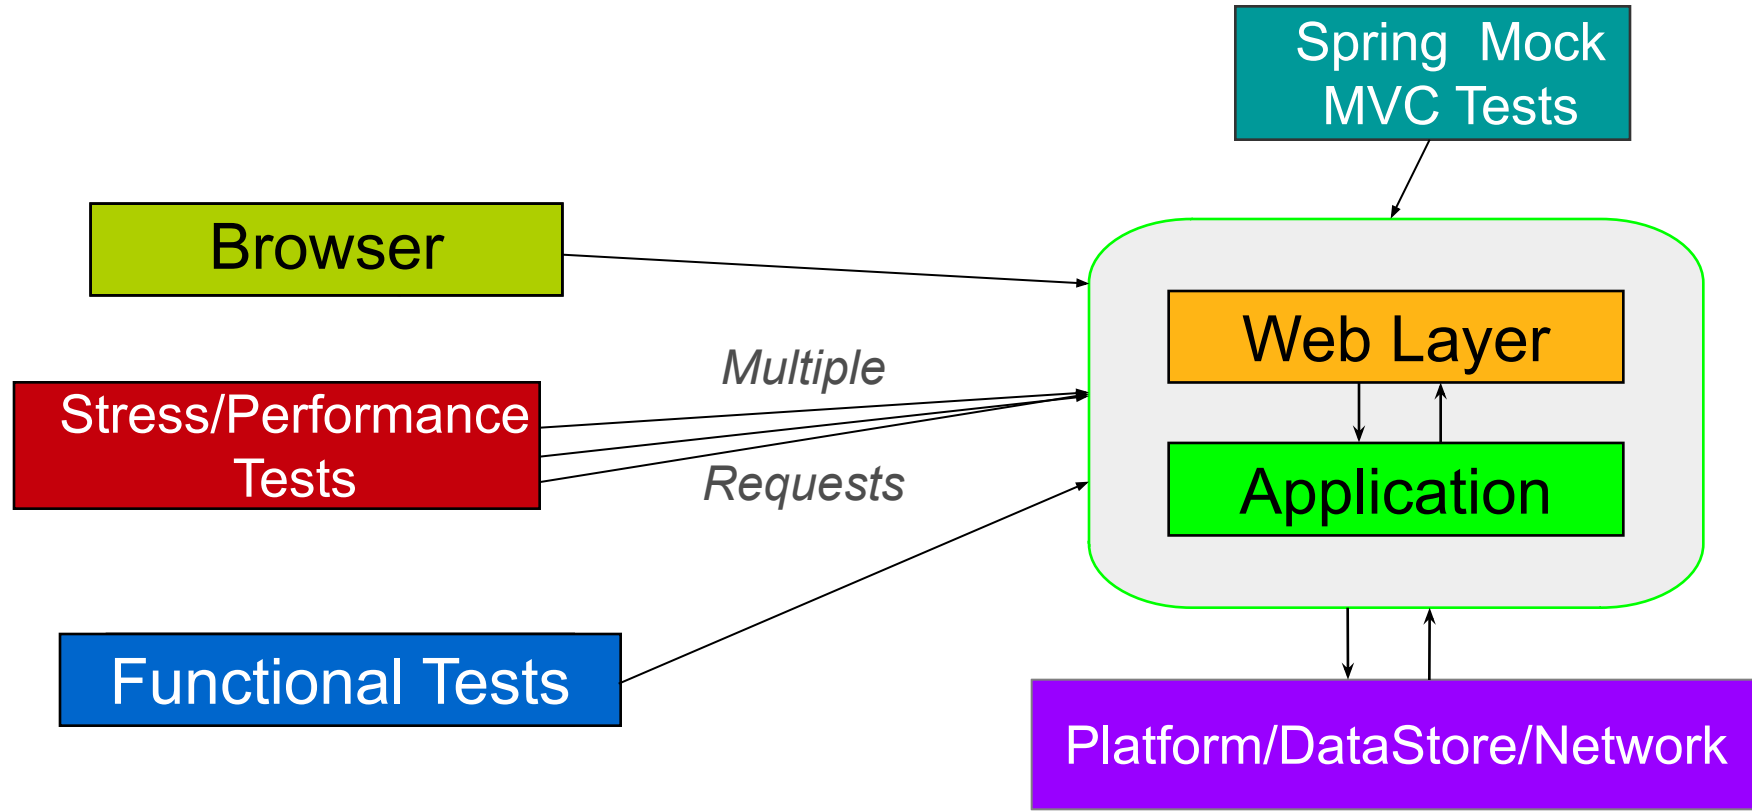 Spring Mock
MVC Tests
Browser
Web Layer
Multiple
Stress/Performance
Tests
Requests
Application
Functional Tests
Platform/DataStore/Network